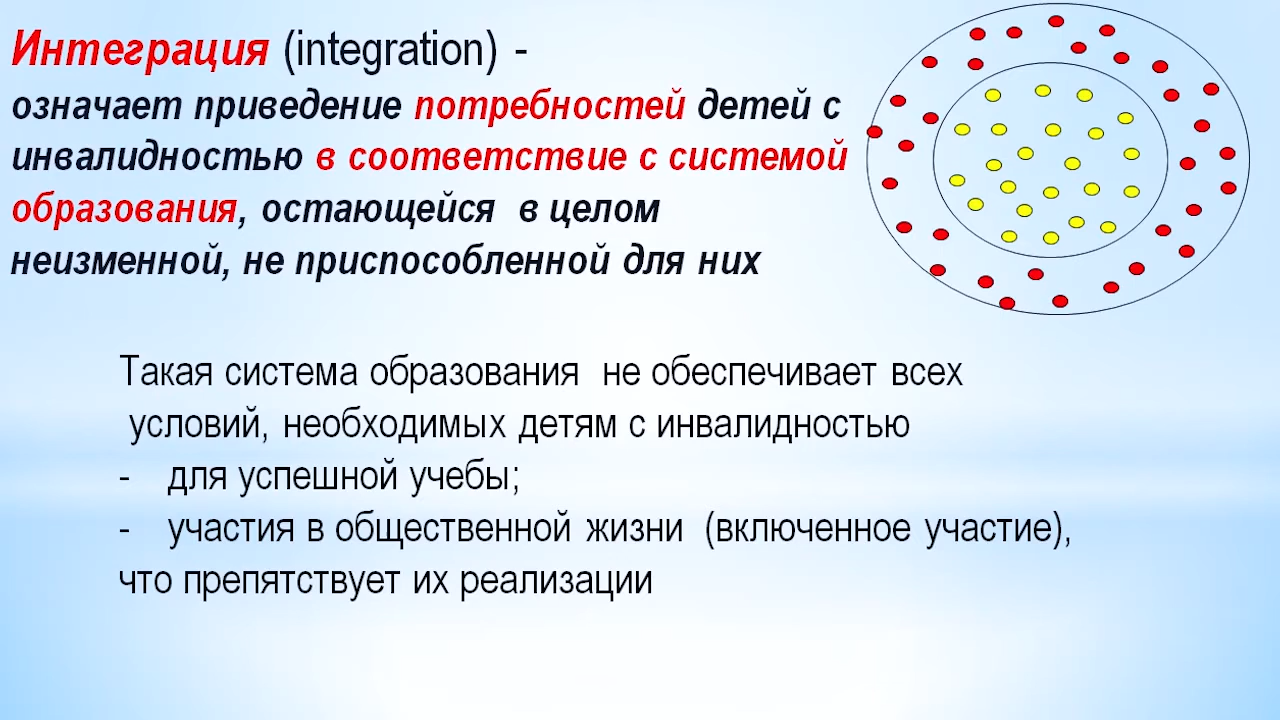 Интеграция (integration) -
означает приведение потребностей детей с
инвалидностью в соответствие с системой
образования, остающейся в целом
неизменной, не приспособленной для них
Такая система образования не обеспечивает всех
условий, необходимых детям с инвалидностью
- для успешной учебы;
- участия в общественной жизни (включенное участие),
что препятствует их реализации